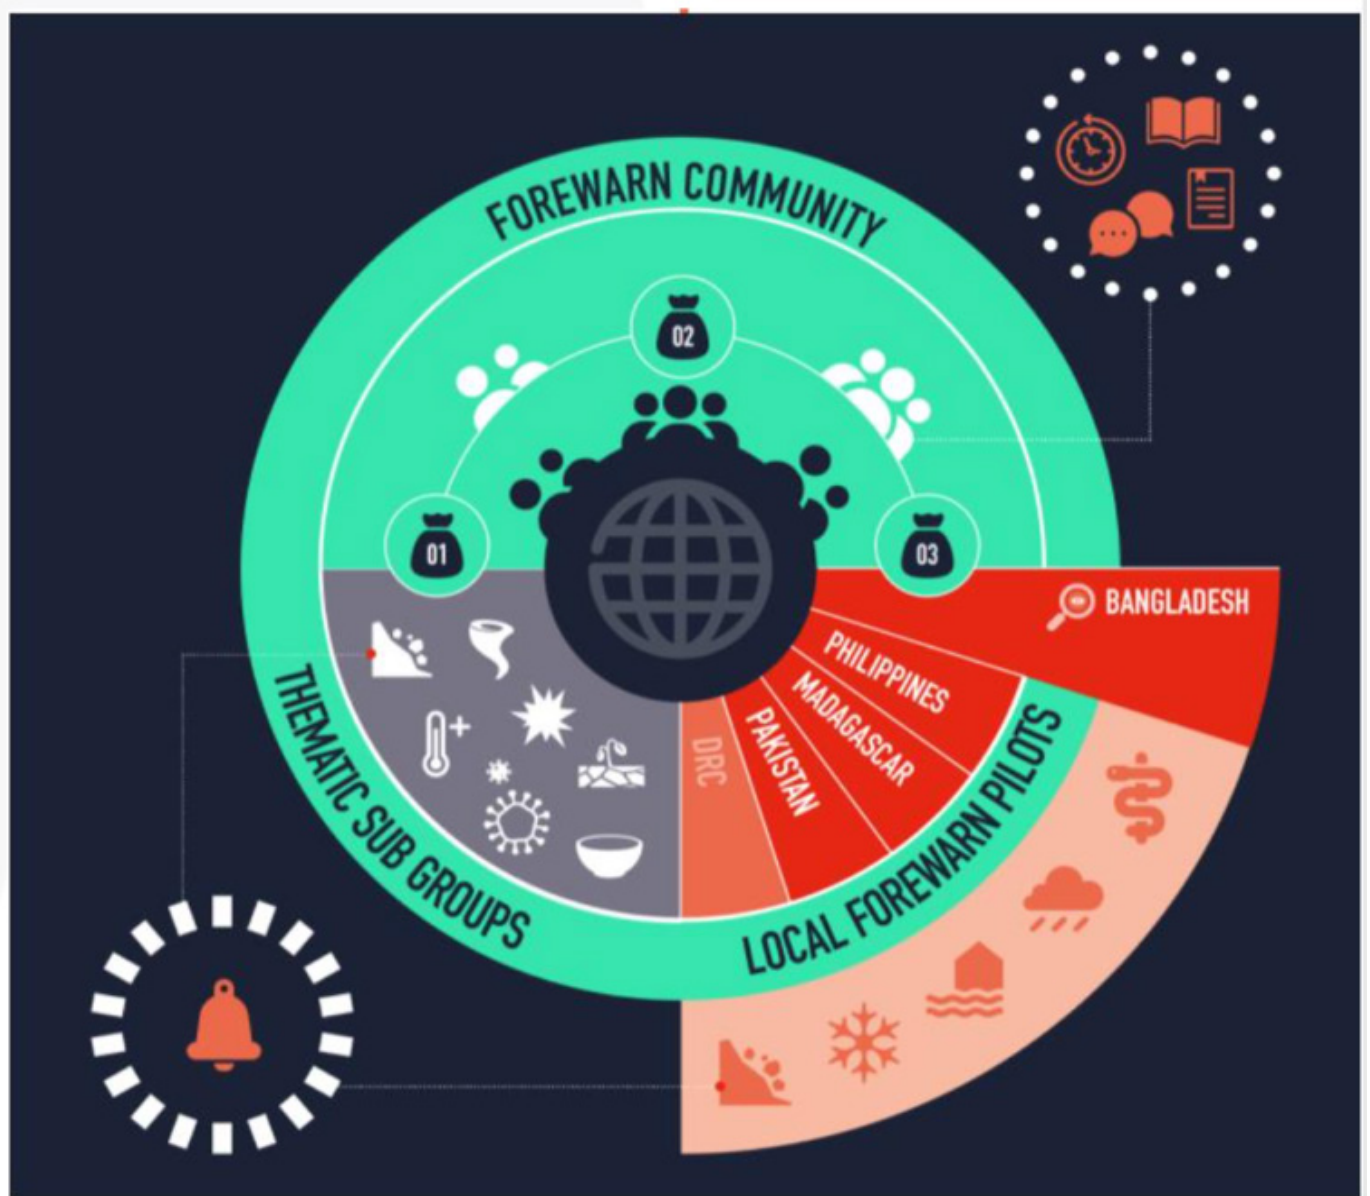 FOREWARN COMMUNITY
02
01
03
BANGLADESH
PHILIPPINES
MADAGASCAR
PAKISTAN
DRC
THEMATIC SUB GROUPS
LOCAL FOREWARN PILOTS